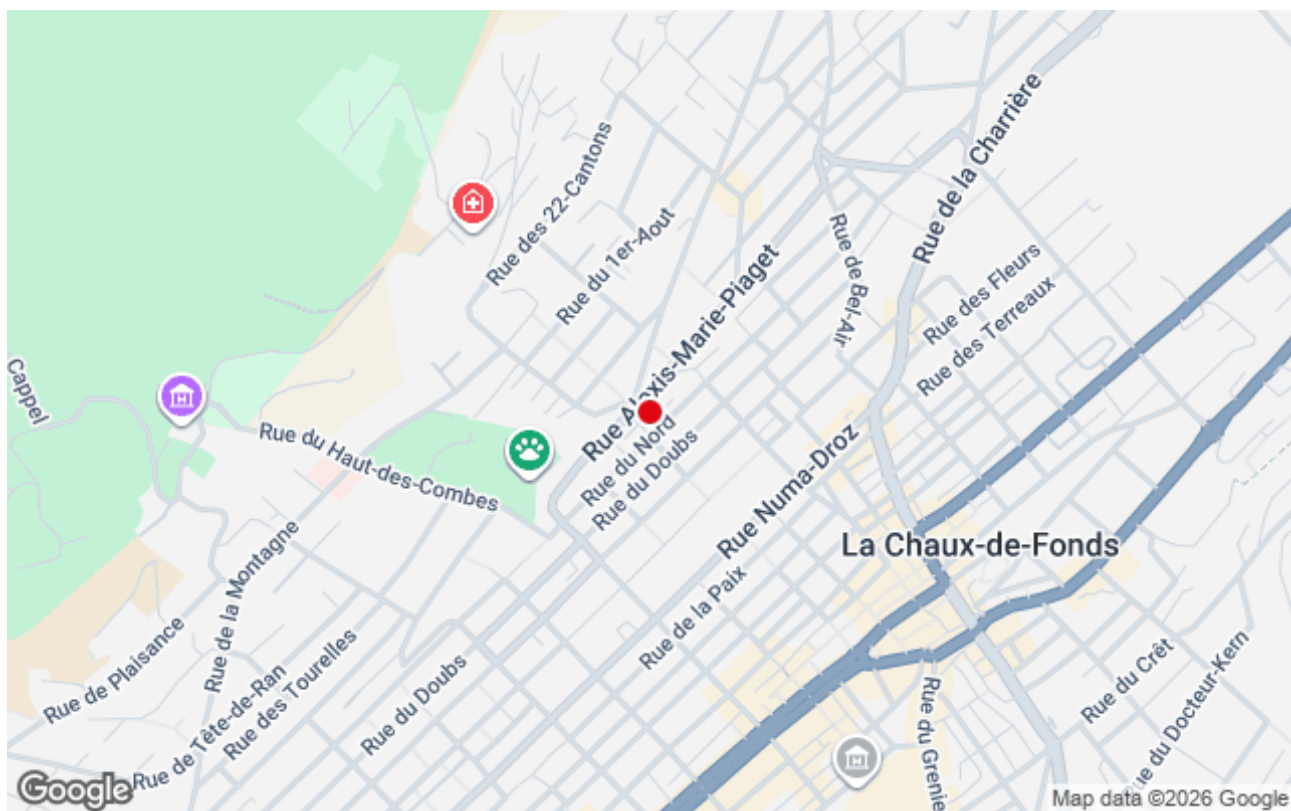 Rue de la Charrière
Rue des 22-Cantons
Rue du 1er-Aout
Rue de Bel-Air
Rue des Fleurs
Rue des Terreaux
Rue Alexis-Marie-Piaget
Cappel
Rue du Haut-des-Combes
Rue du Nord
Rue du Doubs
Rue Numa-Droz
La Chaux-de-Fonds
Rue de la Paix
Rue de la Montagne
Rue de Plaisance
Rue de Tête-de-Ran
Rue des Tourelles
Rue du Doubs
Rue du Crêt
Rue du Docteur-Kern
Rue du Grenie
Google
Map data ©2026 Google